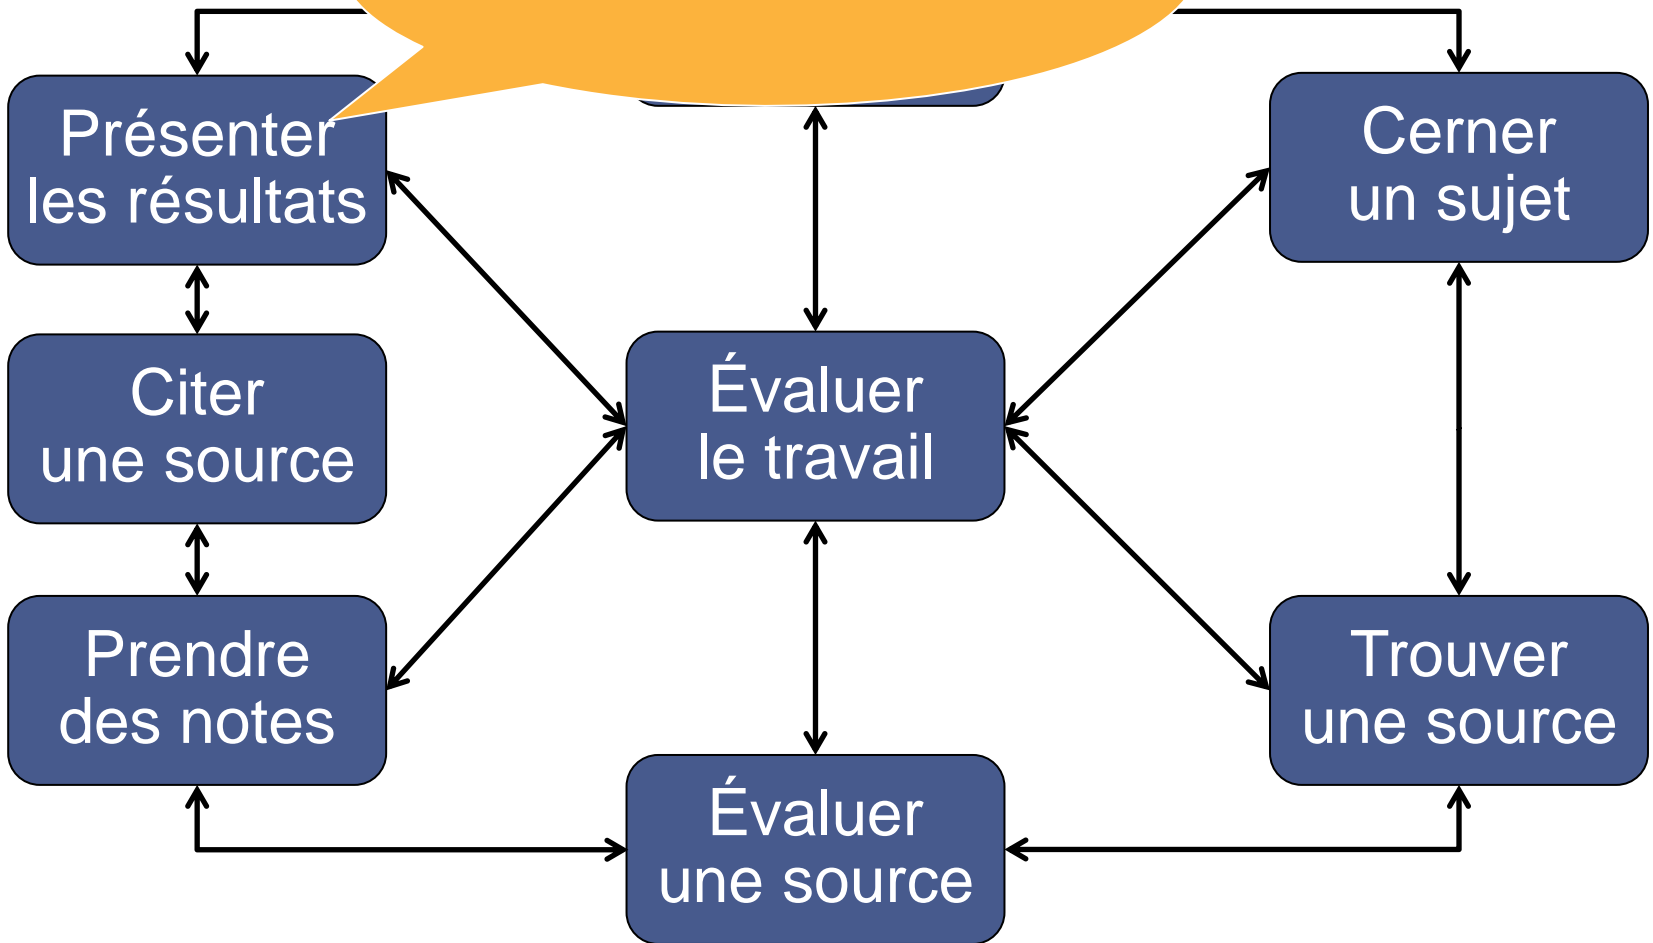 Présenter
les résultats
Cerner
un sujet
Citer
une source
Évaluer
le travail
Prendre
des notes
Trouver
une source
Évaluer
une source